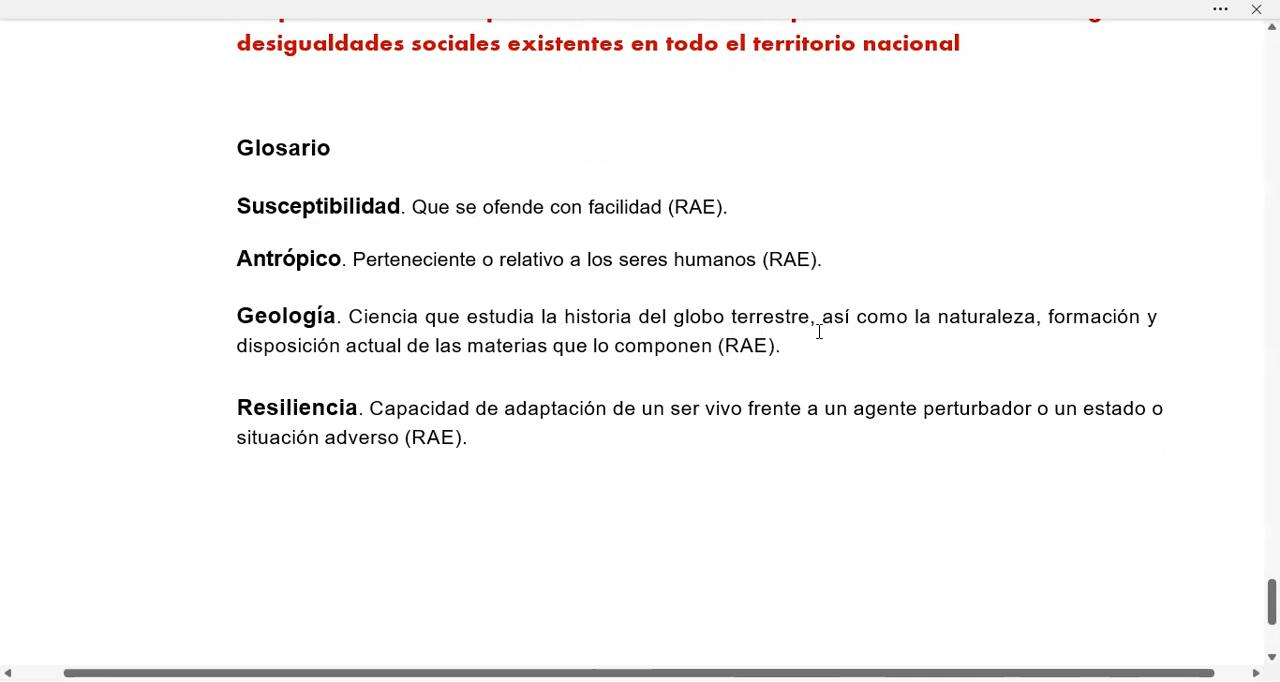 desigualdades sociales existentes en todo el territorio nacional
Glosario
Susceptibilidad. Que se ofende con facilidad (RAE).
Antrópico. Perteneciente o relativo a los seres humanos (RAE).
Geología. Ciencia que estudia la historia del globo terrestre, así como la naturaleza, formación y
disposición actual de las materias que lo componen (RAE).
Resiliencia. Capacidad de adaptación de un ser vivo frente a un agente perturbador o un estado o
situación adverso (RAE).